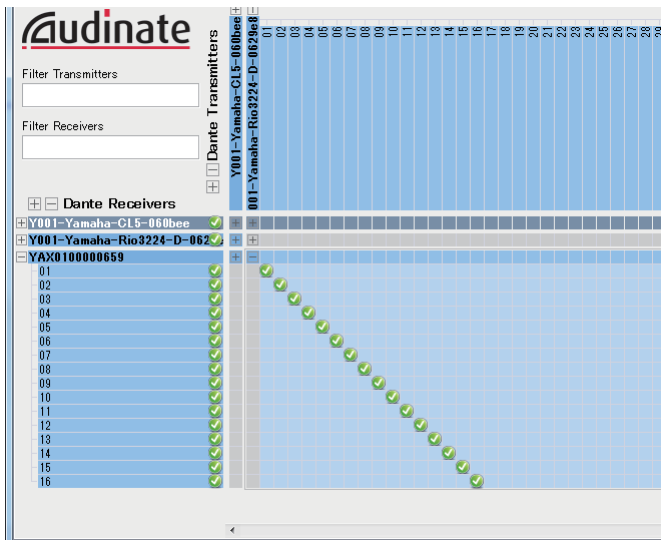 Audinate
Filter Transmitters
Filter Receivers
Dante Transmitters
Y001-Yamaha-CL5-060bee
001-Yamaha-Rio3224-D-0629e8
01 02 03 04 05 06 07 08 09 10 11 12 13 14 15 16 17 18 19 20 21 22 23 24 25 26 27 28 29
Dante Receivers
Y001-Yamaha-CL5-060bee
Y001-Yamaha-Rio3224-D-062
YAX0100000659
01
02
03
04
05
06
07
08
09
10
11
12
13
14
15
16